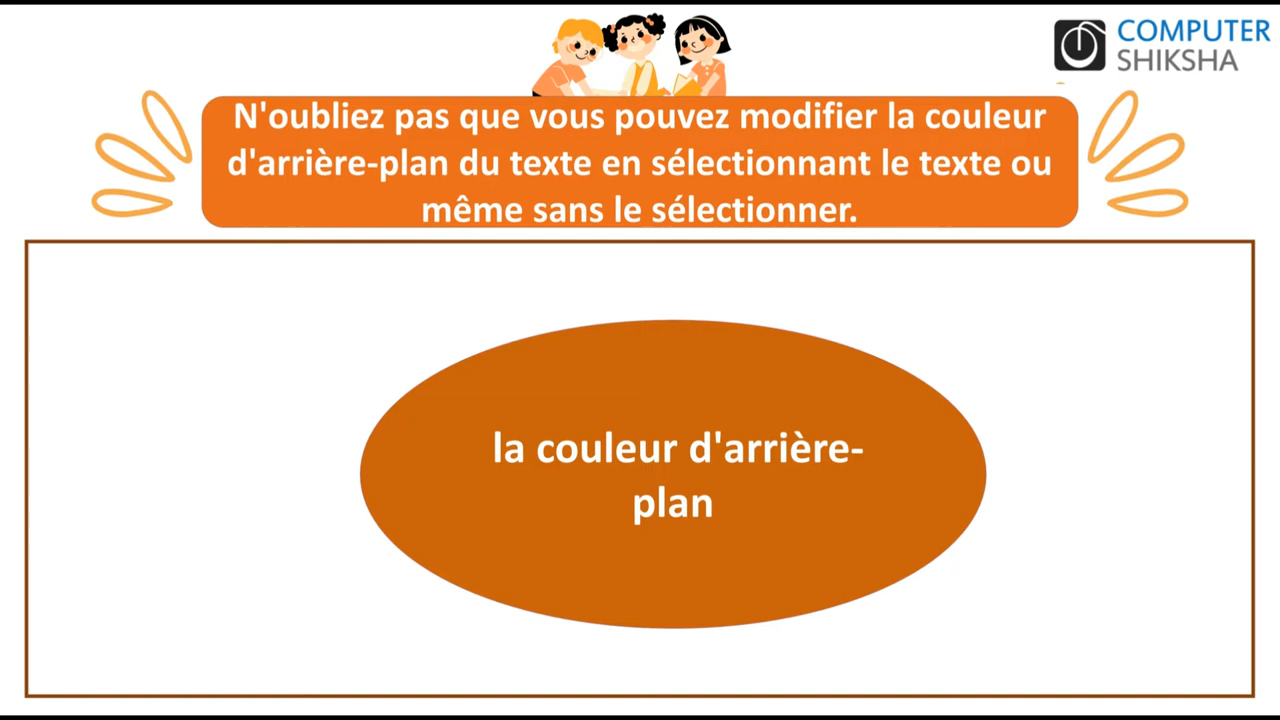 COMPUTER
SHIKSHA
N'oubliez pas que vous pouvez modifier la couleur
d'arrière-plan du texte en sélectionnant le texte ou
même sans le sélectionner.
la couleur d'arrière-
plan